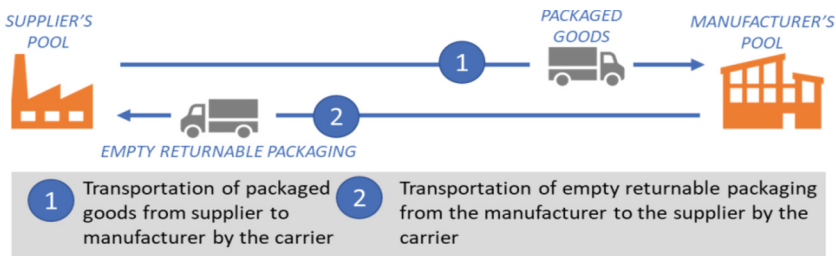 SUPPLIER'S
POOL
PACKAGED
GOODS
MANUFACTURER'S
POOL
1
2
EMPTY RETURNABLE PACKAGING
1
Transportation of packaged
goods from supplier to
manufacturer by the carrier
2
Transportation of empty returnable packaging
from the manufacturer to the supplier by the
carrier